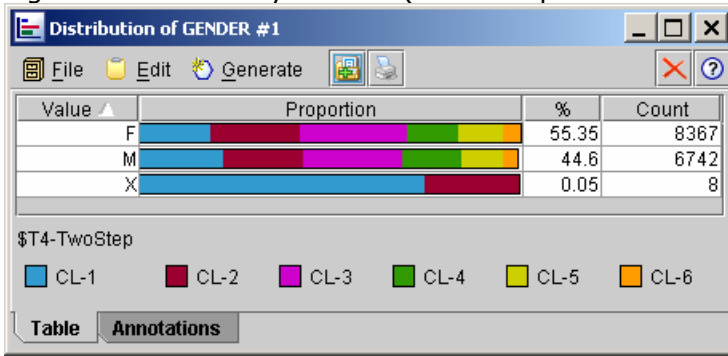 Distribution of GENDER #1
File Edit Generate
Value Proportion % Count
F 55.35 8367
M 44.6 6742
X 0.05 8
$T4-TwoStep
CL-1 CL-2 CL-3 CL-4 CL-5 CL-6
Table Annotations